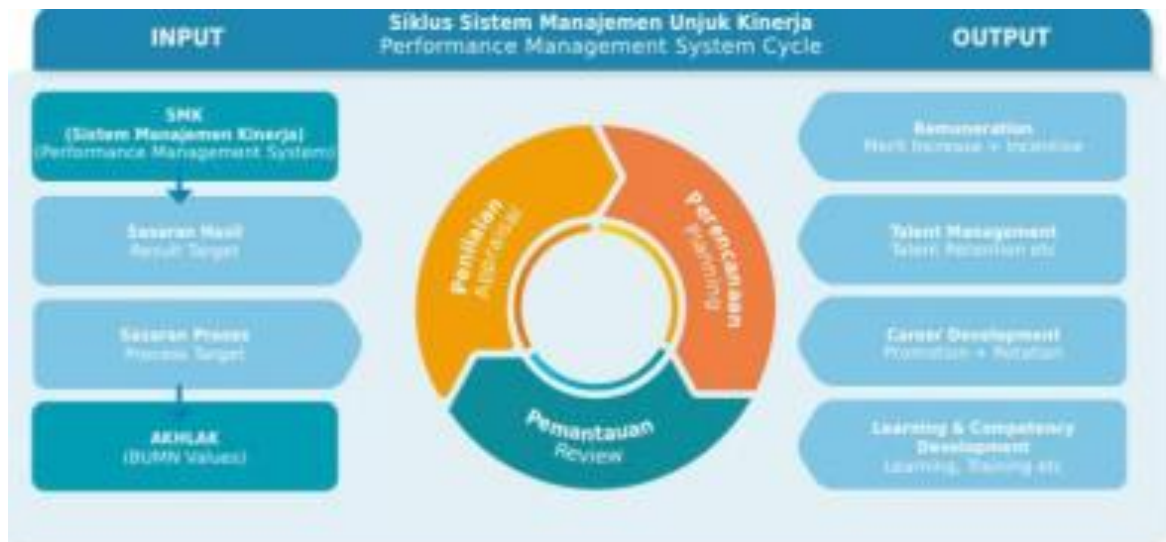 INPUT
Siklus Sistem Manajemen Unjuk Kinerja
Performance Management System Cycle
OUTPUT
SMK
(Sistem Manajemen Kinerja)
(Performance Management System)
Sasaran Hasil
Result Target
Sasaran Proses
Process Target
AKHLAK
(BUMN Values)
Penilaian
Appraisal
Perencanaan
Planning
Pemantauan
Review
Remuneration
Merit Increase + Incentive
Talent Management
Talent Retention etc
Career Development
Promotion + Rotation
Learning & Competency
Development
Learning, Training etc